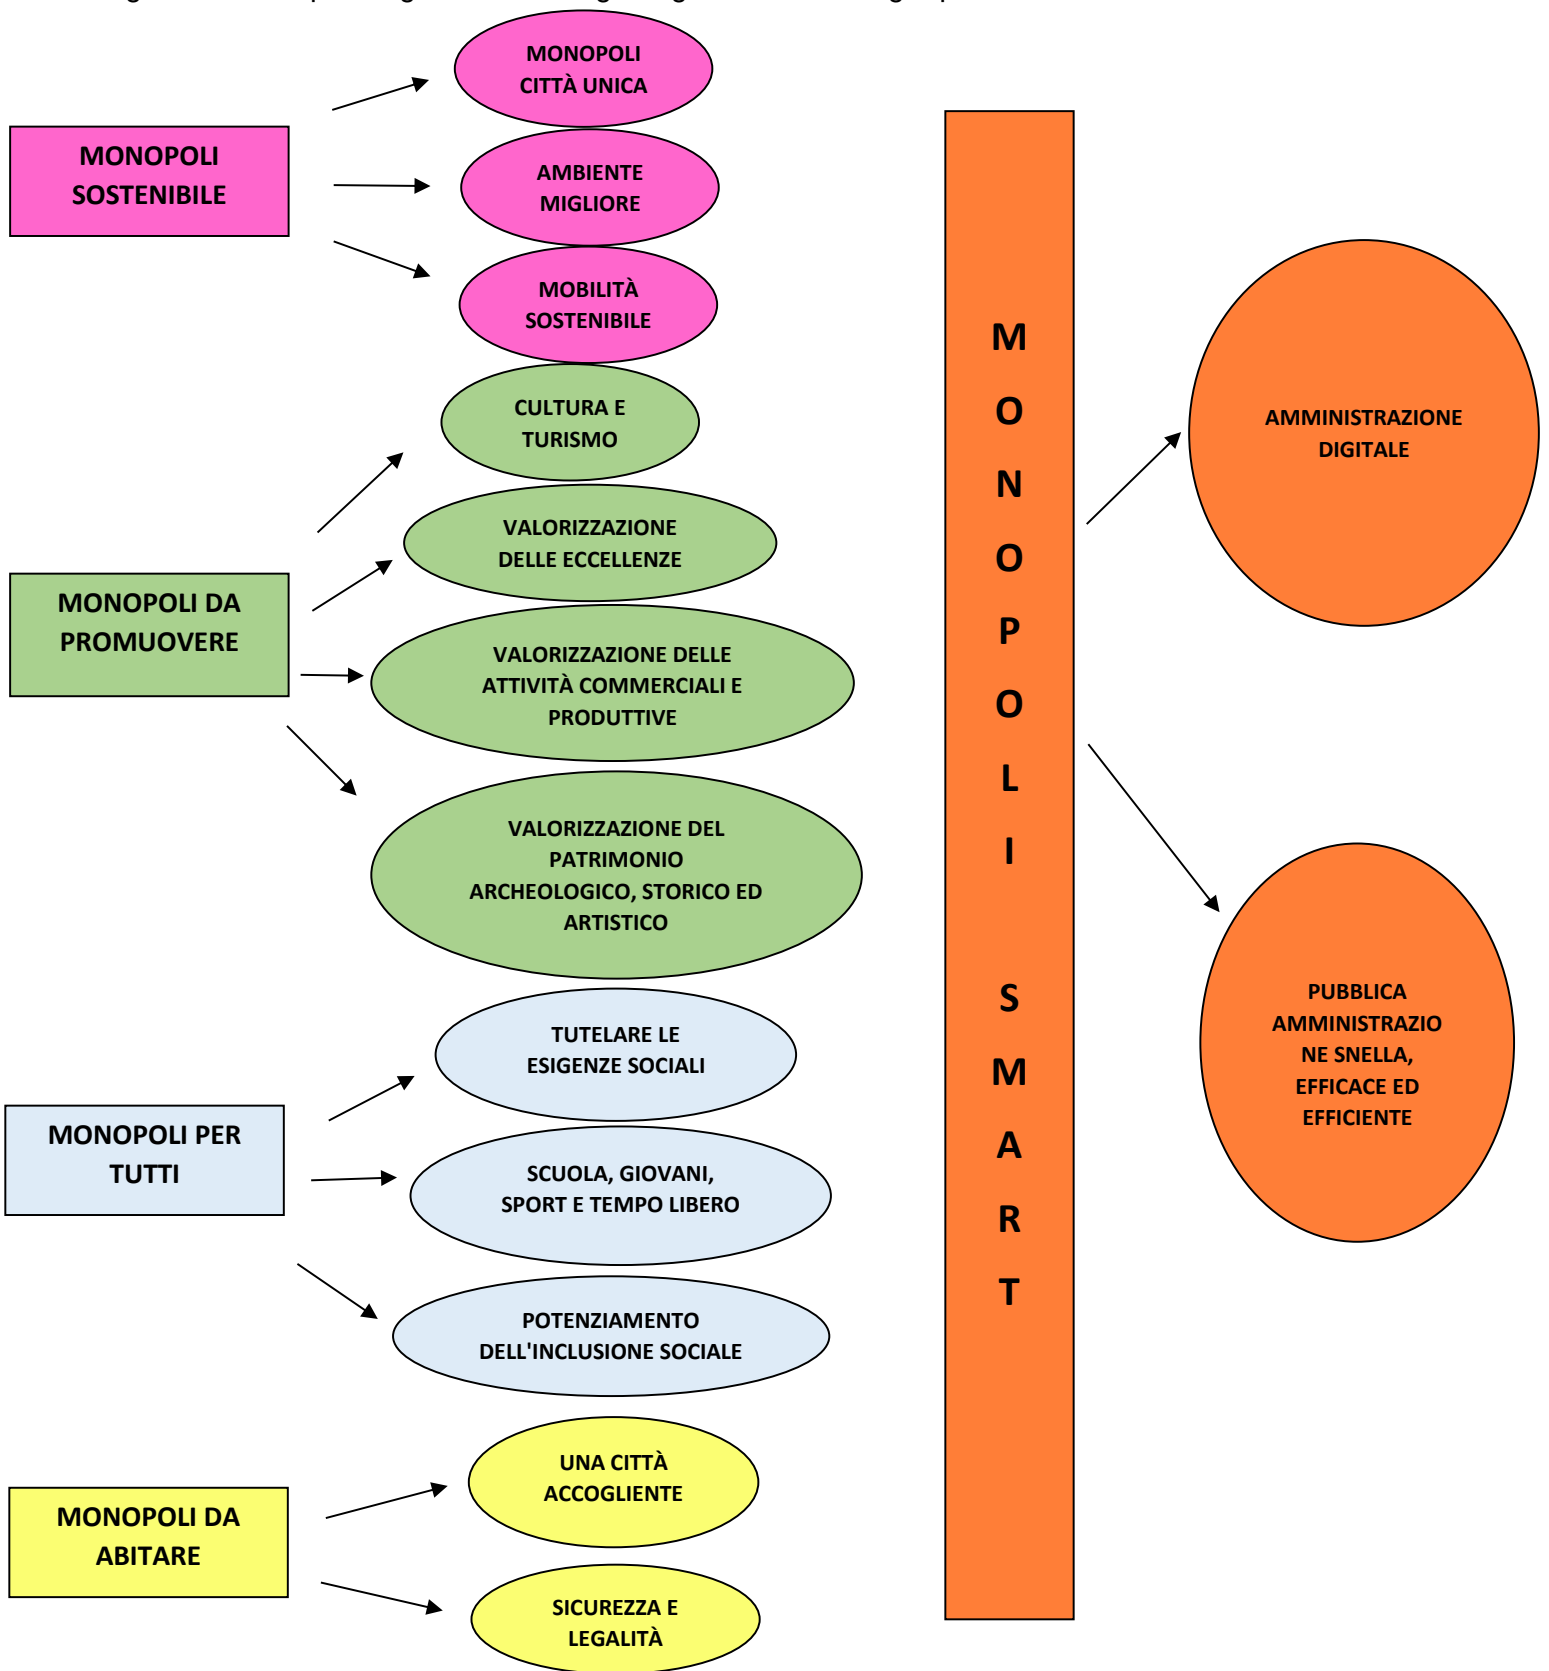 MONOPOLI
CITTÀ UNICA
MONOPOLI
SOSTENIBILE
AMBIENTE
MIGLIORE
MOBILITÀ
SOSTENIBILE
CULTURA E
TURISMO
VALORIZZAZIONE
DELLE ECCELLENZE
MONOPOLI DA
PROMUOVERE
VALORIZZAZIONE DELLE
ATTIVITÀ COMMERCIALI E
PRODUTTIVE
VALORIZZAZIONE DEL
PATRIMONIO
ARCHEOLOGICO, STORICO ED
ARTISTICO
TUTELARE LE
ESIGENZE SOCIALI
MONOPOLI PER
TUTTI
SCUOLA, GIOVANI,
SPORT E TEMPO LIBERO
POTENZIAMENTO
DELL'INCLUSIONE SOCIALE
UNA CITTÀ
ACCOGLIENTE
MONOPOLI DA
ABITARE
SICUREZZA E
LEGALITÀ
M
O
N
O
P
O
L
I
S
M
A
R
T
AMMINISTRAZIONE
DIGITALE
PUBBLICA
AMMINISTRAZIO
NE SNELLA,
EFFICACE ED
EFFICIENTE